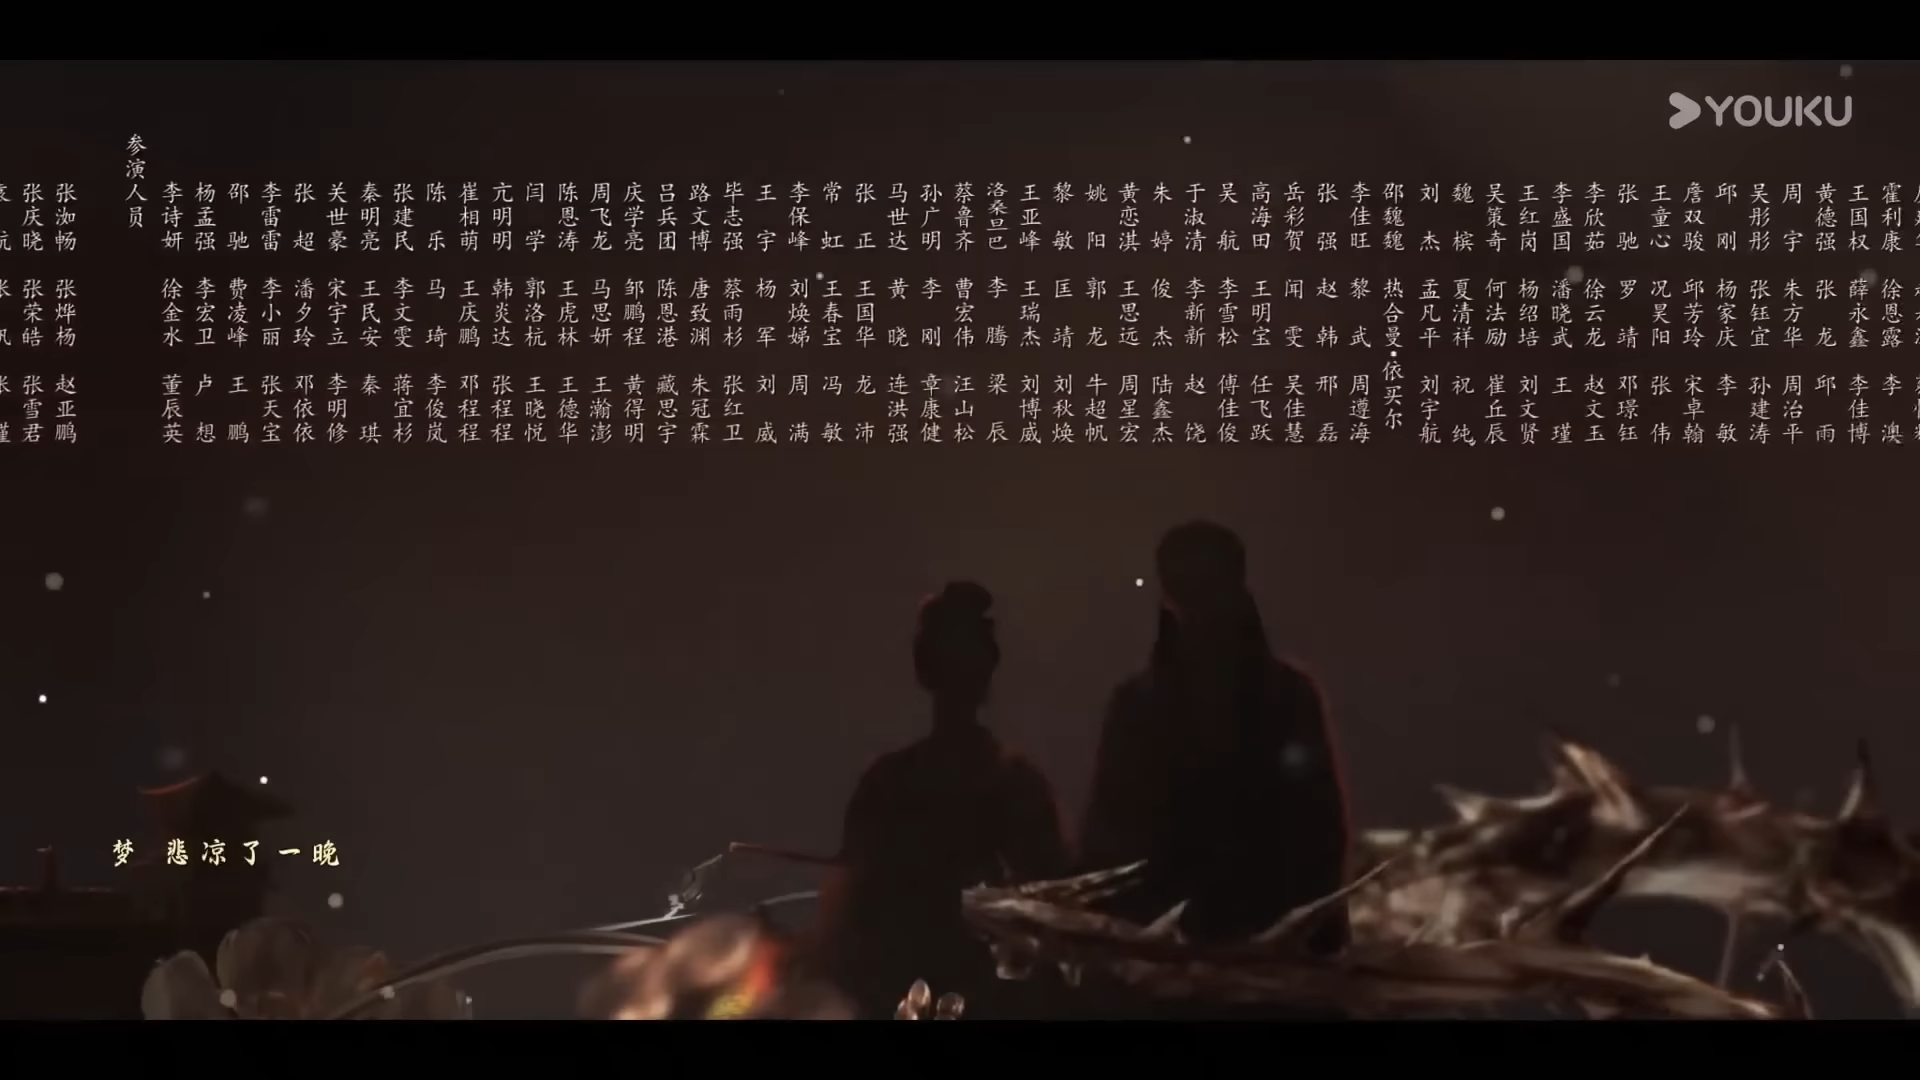 YOUKU
张庆晓 张荣皓 张雪君
张洳畅 张烨杨 赵亚鹏
参演人员
李诗妍 徐金水 董辰英
杨孟强 李宏卫 卢想
邵驰 费凌峰 王鹏
李雷雷 李小丽 张天宝
张超 潘夕玲 邓依依
关世豪 宋宇立 李明修
秦明亮 王民安 秦琪
张建民 李文雯 蒋宜杉
陈乐 马琦 李俊岚
崔相萌 王庆鹏 邓程程
亢明明 韩炎达 张程程
闫学 郭洛杭 王晓悦
陈恩涛 王虎林 王德华
周飞龙 马思妍 王瀚澎
庆学亮 邹鹏程 黄得明
吕兵团 陈恩港 藏思宇
路文博 唐致渊 朱冠霖
毕志强 蔡雨杉 张红卫
王宇 杨军 刘威
李保峰 刘焕娣 周满
常虹 王春宝 冯敏
张正 王国华 龙沛
马世达 黄晓 连洪强
孙广明 李刚 章康健
蔡鲁齐 曹宏伟 汪山松
洛桑旦巴 李腾 梁辰
王亚峰 王瑞杰 刘博威
黎敏 匡靖 刘秋焕
姚阳 郭龙 牛超帆
黄恋淇 王思远 周星宏
朱婷 俊杰 陆鑫杰
于淑清 李新新 赵饶
吴航 李雪松 傅佳俊
高海田 王明宝 任飞跃
岳彩贺 闻雯 吴佳慧
张强 赵韩 邢磊
李佳旺 黎武 周遵海
邵魏魏 热合曼·依买尔
刘杰 孟凡平 刘宇航
魏槟 夏清祥 祝纯
吴策奇 何法励 崔丘辰
王红岗 杨绍培 刘文贤
李盛国 潘晓武 王瑾
李欣茹 徐云龙 赵文玉
张驰 罗靖 邓璟钰
王童心 况昊阳 张伟
詹双骏 邱芳玲 宋卓翰
邱刚 杨家庆 李敏
吴彤彤 张钰宜 孙建涛
周宇 朱方华 周治平
黄德强 张龙 邱雨
王国权 薛永鑫 李佳博
霍利康 徐恩露 李澳
梦 悲凉了一晚